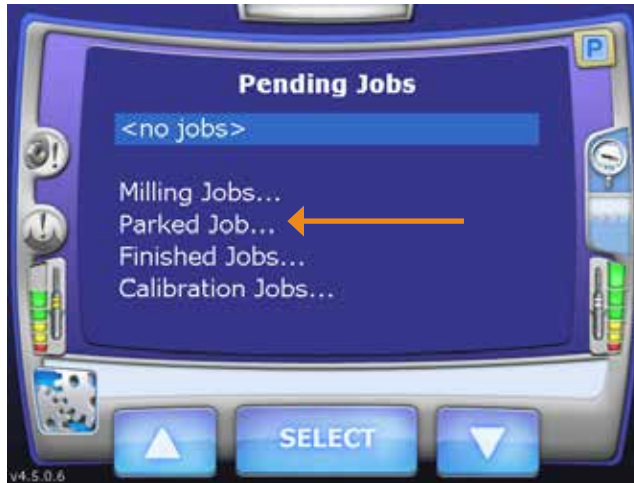 P
Pending Jobs
<no jobs>
Milling Jobs...
Parked Job...
Finished Jobs...
Calibration Jobs...
SELECT
v4.5.0.6